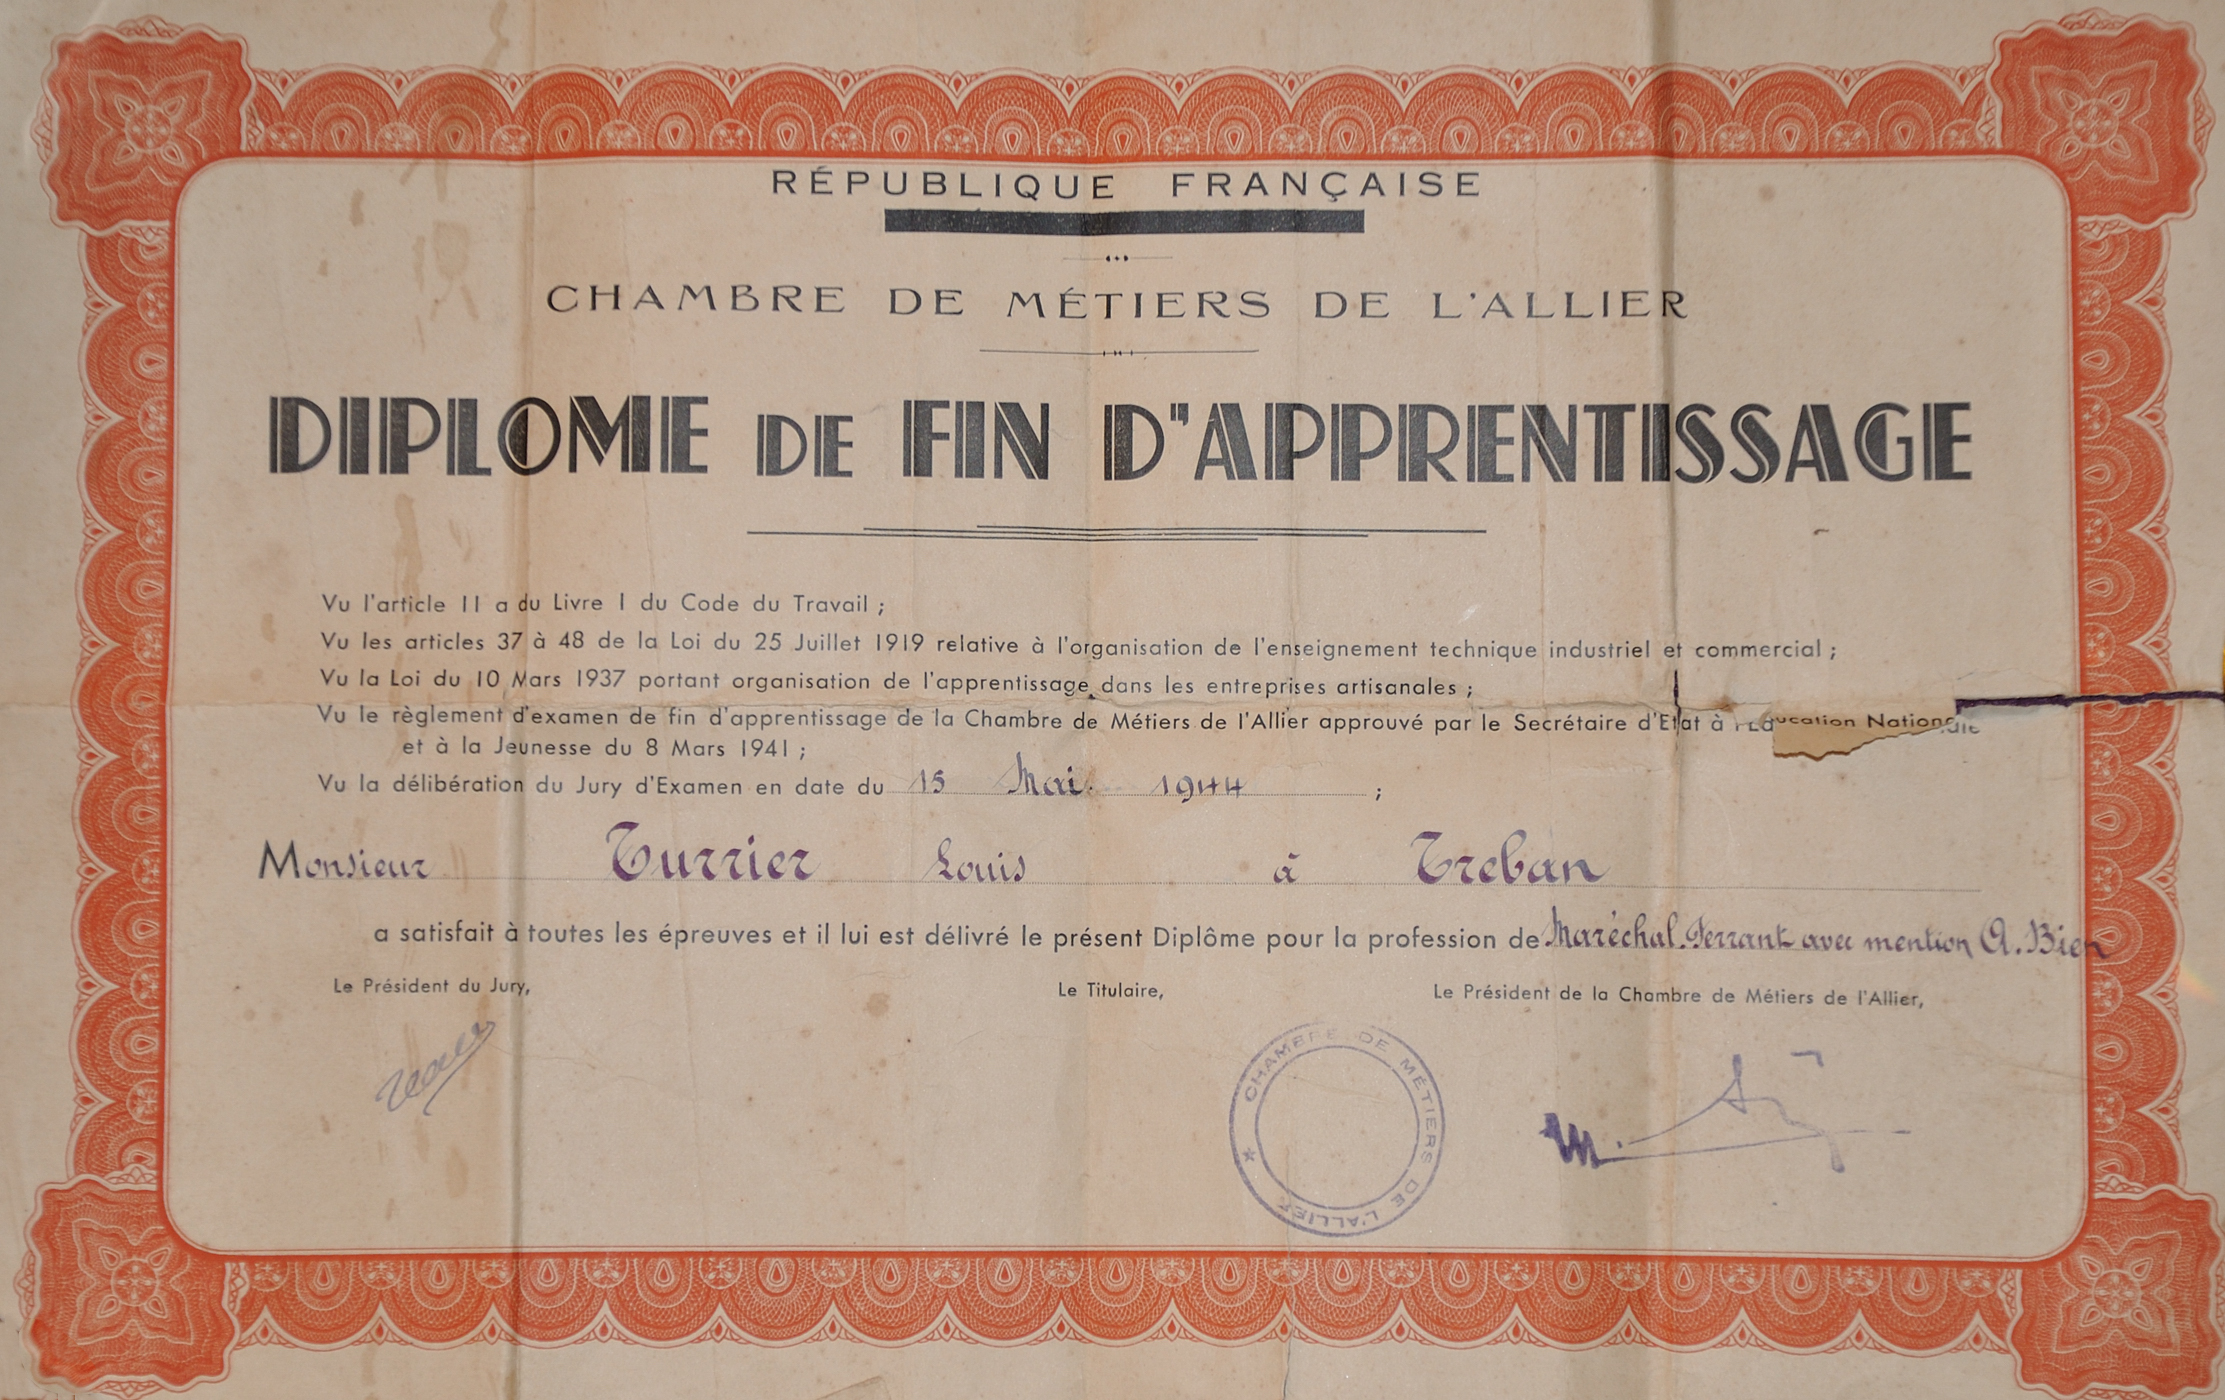 RÉPUBLIQUE FRANÇAISE
CHAMBRE DE MÉTIERS DE L'ALLIER
DIPLOME DE FIN D'APPRENTISSAGE
Vu l'article 11 a du Livre I du Code du Travail ;
Vu les articles 37 à 48 de la Loi du 25 Juillet 1919 relative à l'organisation de l'enseignement technique industriel et commercial ;
Vu la Loi du 10 Mars 1937 portant organisation de l'apprentissage dans les entreprises artisanales ;
Vu le règlement d'examen de fin d'apprentissage de la Chambre de Métiers de l'Allier approuvé par le Secrétaire d'Etat à l'Education Nationale
et à la Jeunesse du 8 Mars 1941 ;
Vu la délibération du Jury d'Examen en date du 15 Mai 1944 ;
Monsieur Turrier Louis à Treban
a satisfait à toutes les épreuves et il lui est délivré le présent Diplôme pour la profession de Maréchal-Ferrant avec mention A. Bien
Le Président du Jury, Le Titulaire, Le Président de la Chambre de Métiers de l'Allier,
CHAMBRE DE MÉTIERS DE L'ALLIER